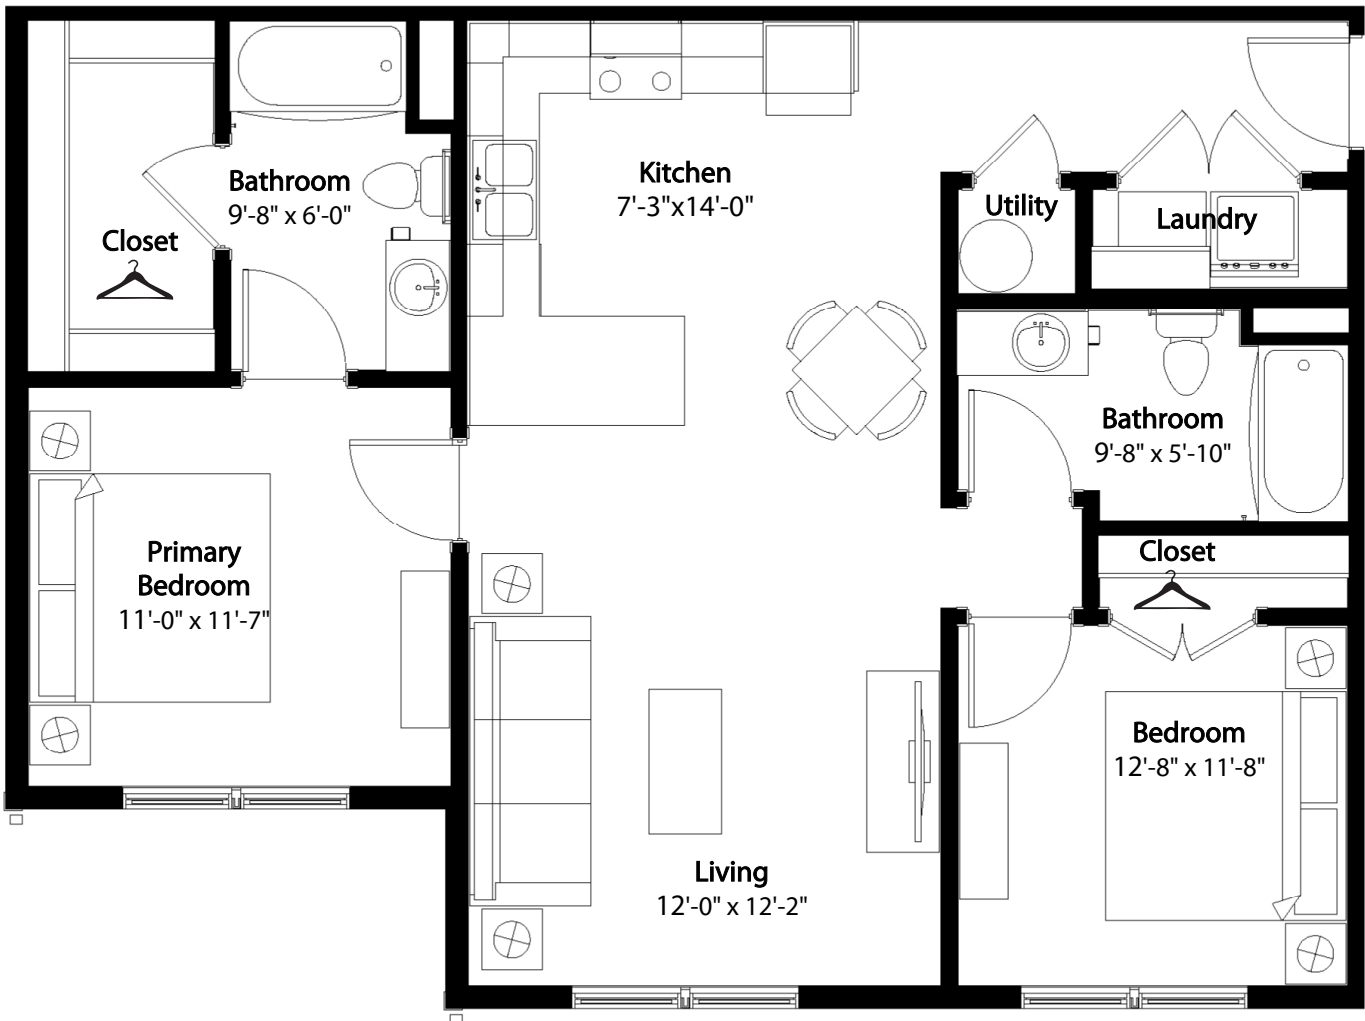 Kitchen
7'-3"x14'-0"
Bathroom
9'-8" x 6'-0"
Closet
Utility
Laundry
Bathroom
9'-8" x 5'-10"
Closet
Primary
Bedroom
11'-0" x 11'-7"
Bedroom
12'-8" x 11'-8"
Living
12'-0" x 12'-2"